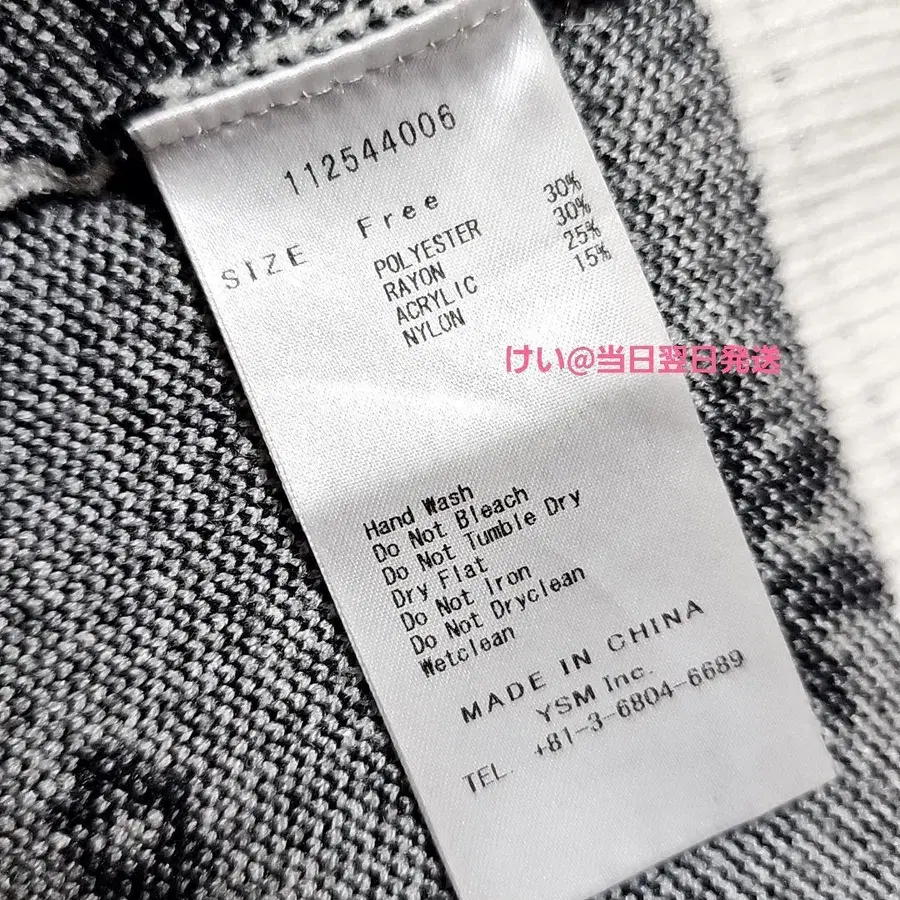 112544006
SIZE Free
POLYESTER 30%
RAYON 30%
ACRYLIC 25%
NYLON 15%
けい@当日翌日発送
Hand Wash
Do Not Bleach
Do Not Tumble Dry
Dry Flat
Do Not Iron
Do Not Dryclean
Wetclean
MADE IN CHINA
YSM Inc.
TEL. +81-3-6804-6689